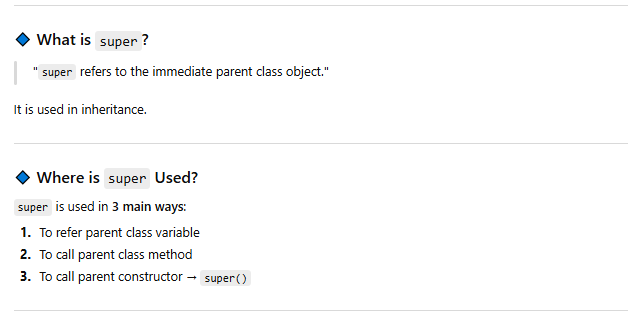 What is super?
"super refers to the immediate parent class object."
It is used in inheritance.
Where is super Used?
super is used in 3 main ways:
1. To refer parent class variable
2. To call parent class method
3. To call parent constructor → super()